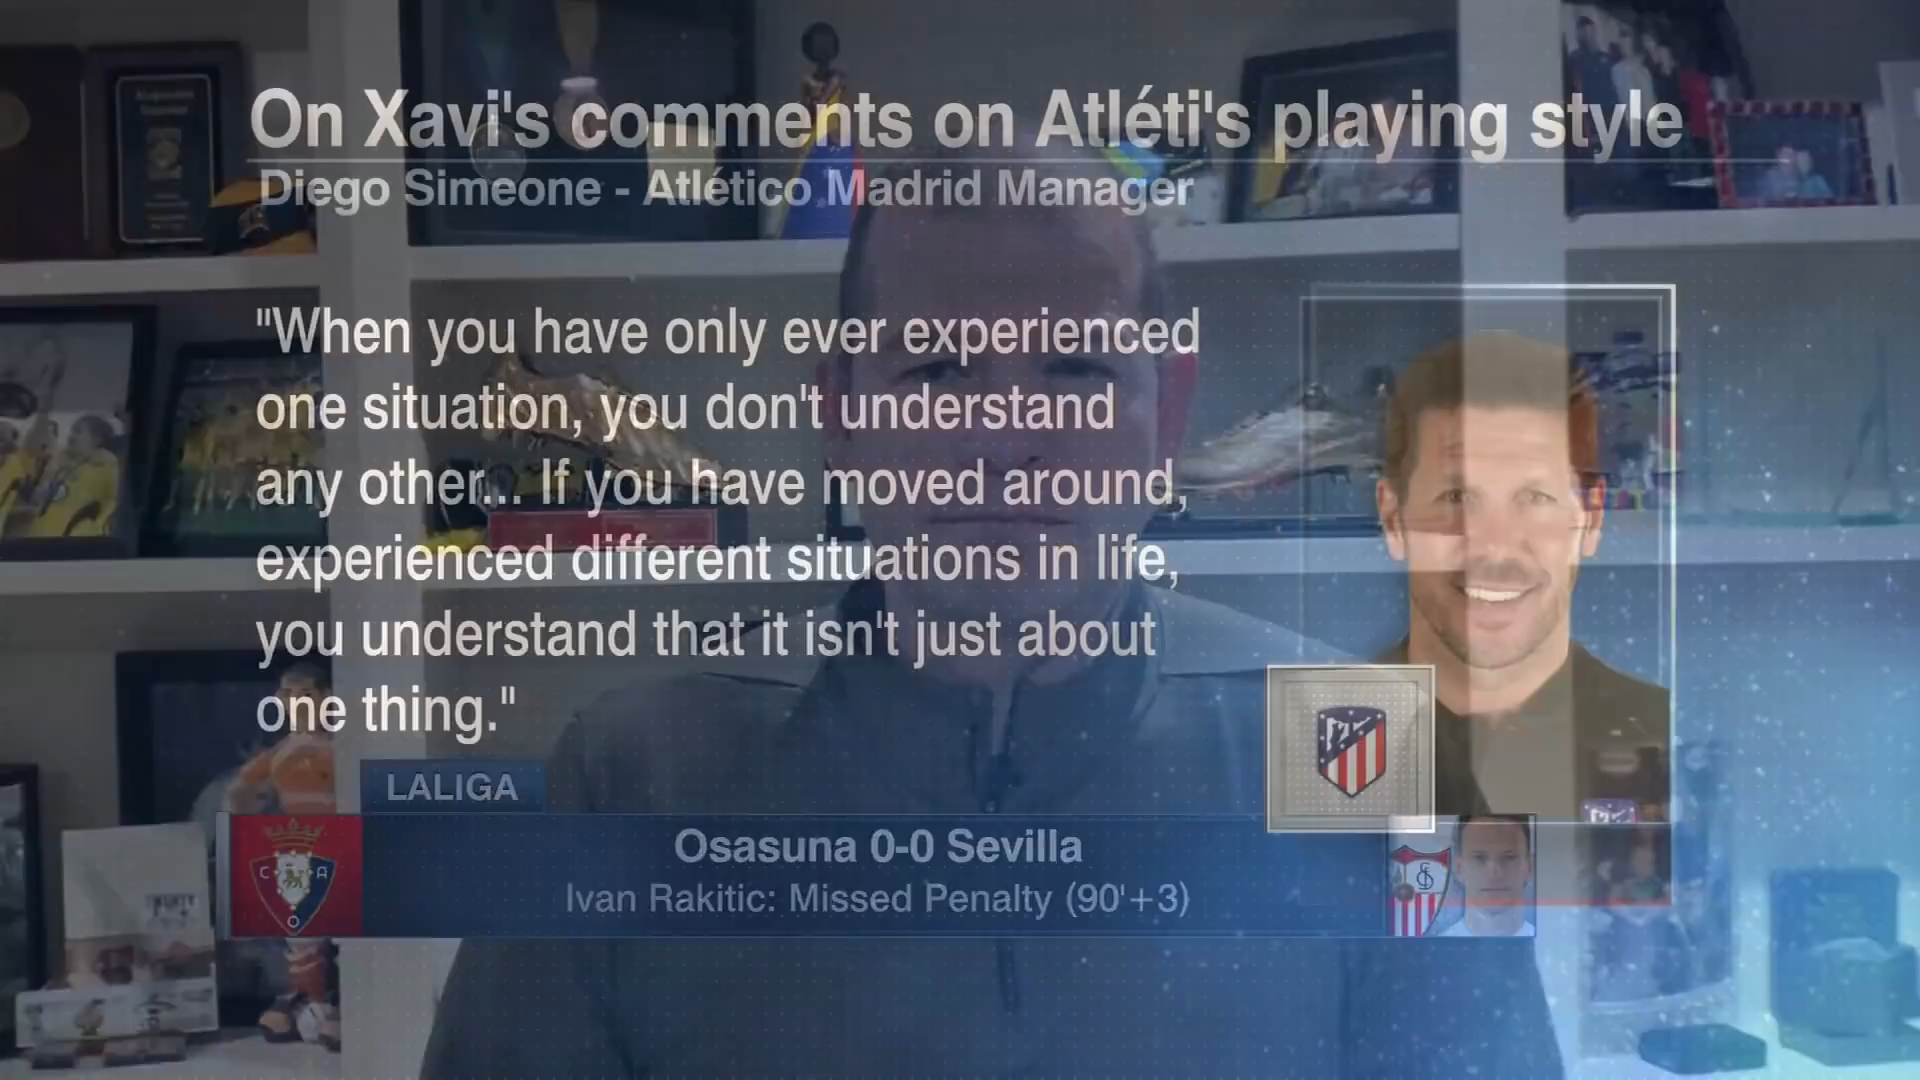 On Xavi's comments on Atléti's playing style
Diego Simeone - Atlético Madrid Manager
"When you have only ever experienced
one situation, you don't understand
any other... If you have moved around,
experienced different situations in life,
you understand that it isn't just about
one thing."
LALIGA
Osasuna 0-0 Sevilla
Ivan Rakitic: Missed Penalty (90'+3)